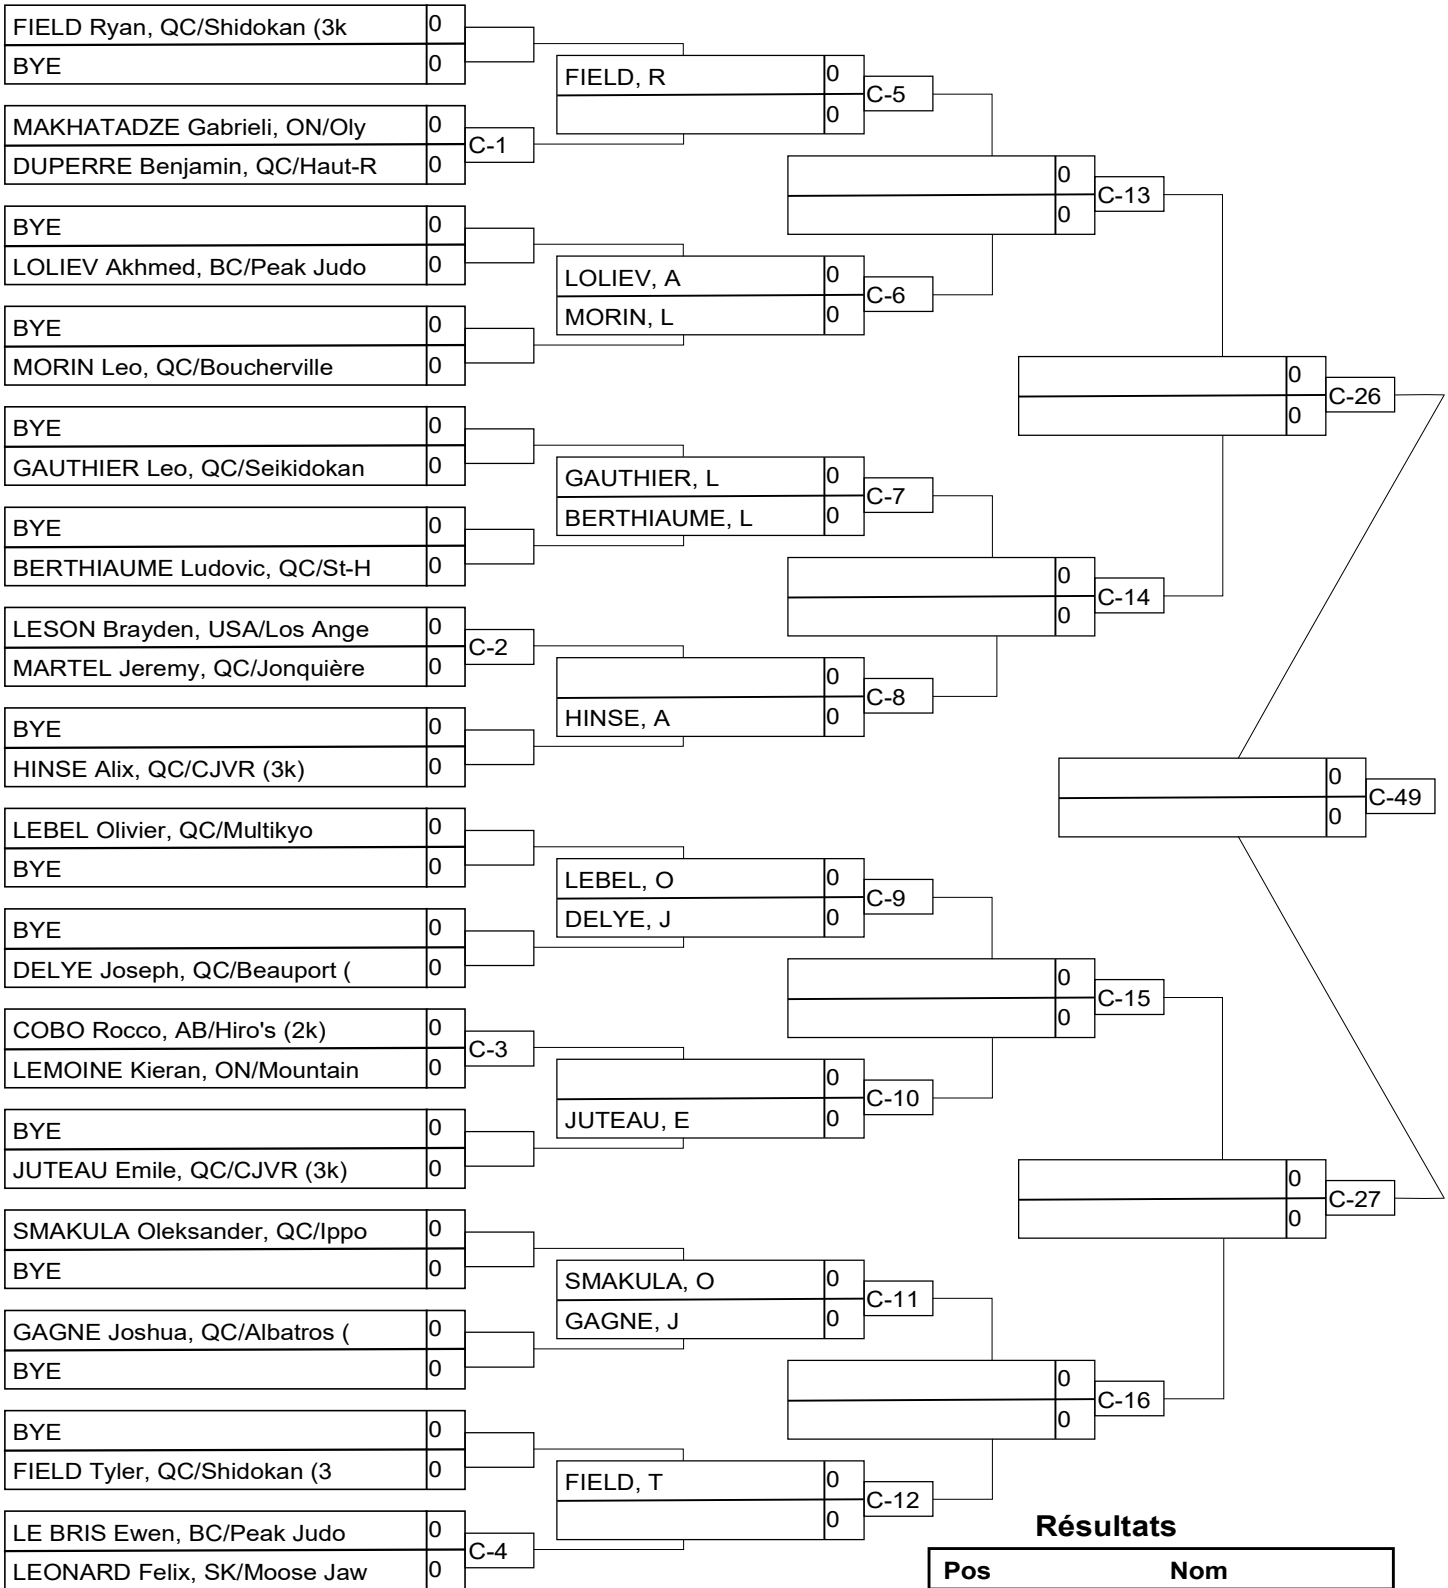 FIELD Ryan, QC/Shidokan (3k 0
BYE 0
MAKHATADZE Gabrieli, ON/Oly 0
DUPERRE Benjamin, QC/Haut-R 0
C-1
BYE 0
LOLIEV Akhmed, BC/Peak Judo 0
BYE 0
MORIN Leo, QC/Boucherville 0
BYE 0
GAUTHIER Leo, QC/Seikidokan 0
BYE 0
BERTHIAUME Ludovic, QC/St-H 0
LESON Brayden, USA/Los Ange 0
MARTEL Jeremy, QC/Jonquière 0
C-2
BYE 0
HINSE Alix, QC/CJVR (3k) 0
LEBEL Olivier, QC/Multikyo 0
BYE 0
BYE 0
DELYE Joseph, QC/Beauport ( 0
COBO Rocco, AB/Hiro's (2k) 0
LEMOINE Kieran, ON/Mountain 0
C-3
BYE 0
JUTEAU Emile, QC/CJVR (3k) 0
SMAKULA Oleksander, QC/Ippo 0
BYE 0
GAGNE Joshua, QC/Albatros ( 0
BYE 0
BYE 0
FIELD Tyler, QC/Shidokan (3 0
LE BRIS Ewen, BC/Peak Judo 0
LEONARD Felix, SK/Moose Jaw 0
C-4
FIELD, R 0
0
C-5
LOLIEV, A 0
MORIN, L 0
C-6
GAUTHIER, L 0
BERTHIAUME, L 0
C-7
0
HINSE, A 0
C-8
LEBEL, O 0
DELYE, J 0
C-9
0
JUTEAU, E 0
C-10
SMAKULA, O 0
GAGNE, J 0
C-11
FIELD, T 0
0
C-12
0
0
C-13
0
0
C-14
0
0
C-15
0
0
C-16
0
0
C-26
0
0
C-27
0
0
C-49
Résultats
Pos Nom